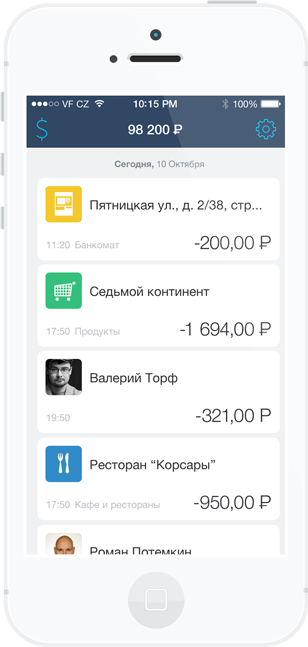 VF CZ 10:15 PM 100%
$ 98 200 ₽
Сегодня, 10 Октября
Пятницкая ул., д. 2/38, стр...
11:20 Банкомат -200,00 ₽
Седьмой континент
17:50 Продукты -1 694,00 ₽
Валерий Торф
19:50 -321,00 ₽
Ресторан “Корсары”
17:50 Кафе и рестораны -950,00 ₽
Роман Потемкин